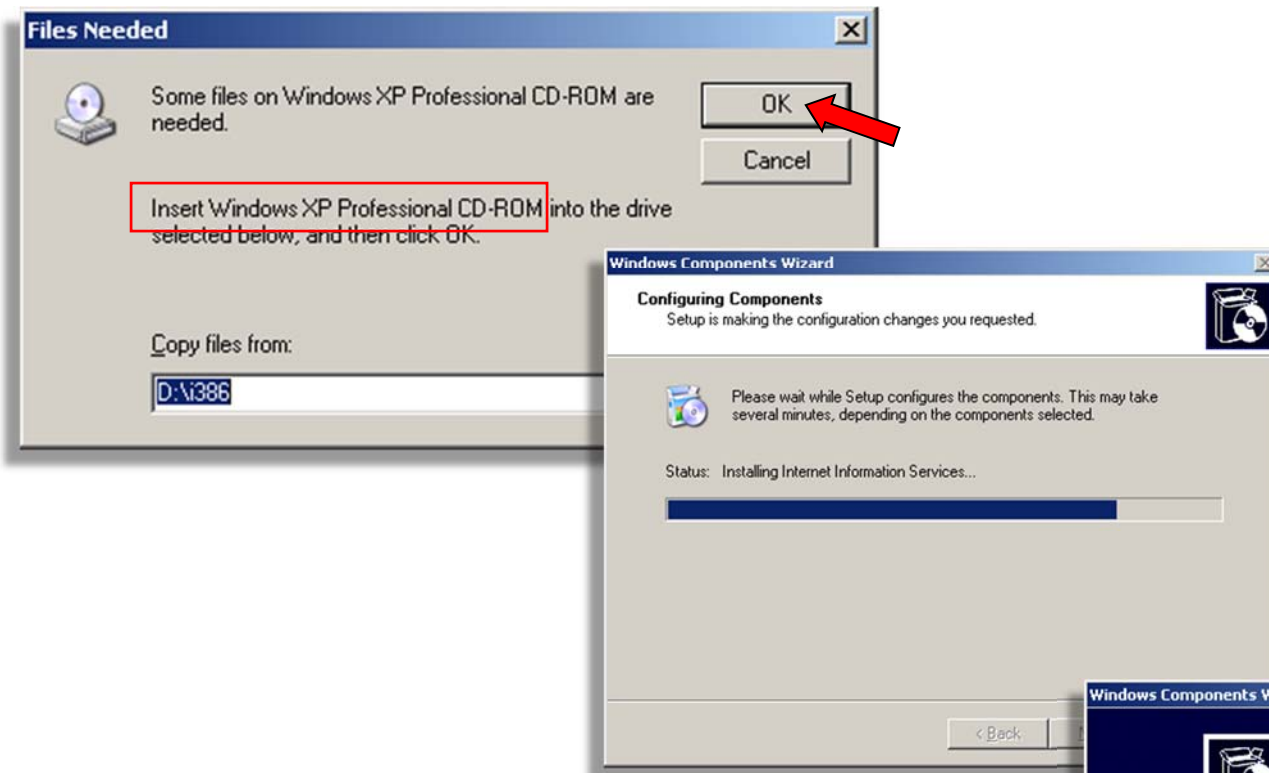 Files Needed
Some files on Windows XP Professional CD-ROM are
needed.
OK
Cancel
Insert Windows XP Professional CD-ROM into the drive
selected below, and then click OK.
Copy files from:
D:\i386
Windows Components Wizard
Configuring Components
Setup is making the configuration changes you requested.
Please wait while Setup configures the components. This may take
several minutes, depending on the components selected.
Status: Installing Internet Information Services...
< Back
Windows Components W